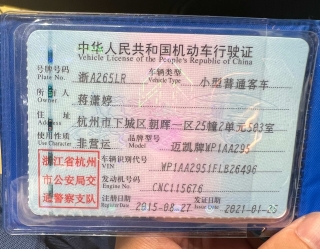 中华人民共和国机动车行驶证
Vehicle License of the People's Republic of China
号牌号码 浙A265LR 车辆类型 小型普通客车
Plate No. Vehicle Type
所有人 蒋潇婷
Owner
住址 杭州市下城区朝晖一区25幢2单元503室
Address
使用性质 非营运 品牌型号 迈凯牌WP1AA295
Use Character Model
浙江省杭州市公安局交通警察支队
车辆识别代号 WP1AA2951FLB26496
VIN
发动机号码 CNC115676
Engine No.
注册日期 2015-08-27 2021-01-25
Register Date Issue Date